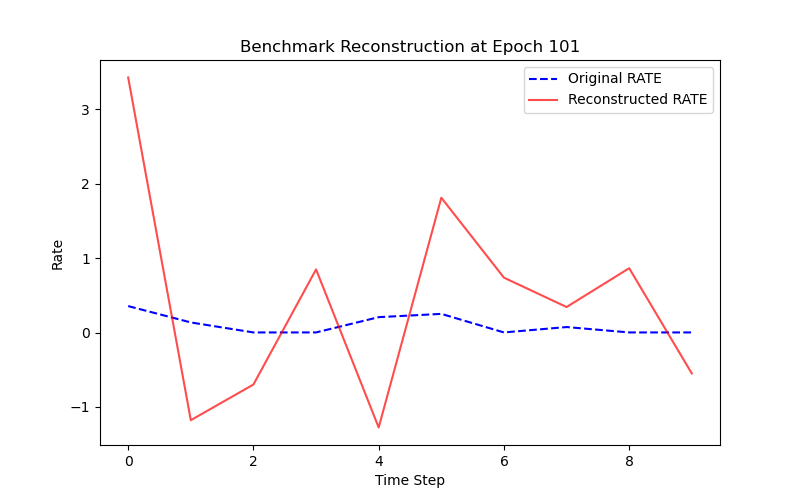 Benchmark Reconstruction at Epoch 101
Original RATE
Reconstructed RATE
3
2
1
0
−1
Rate
0
2
4
6
8
Time Step